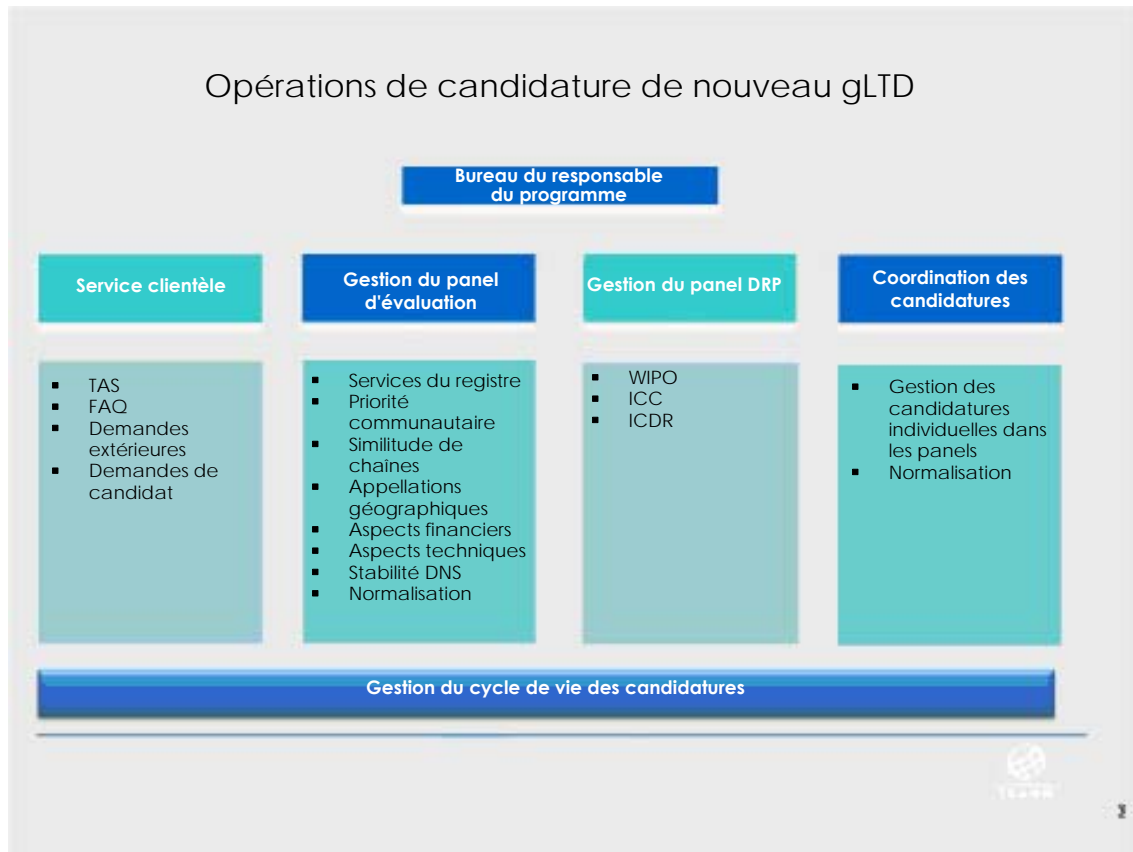 Opérations de candidature de nouveau gLTD
Bureau du responsable
du programme
Service clientèle
Gestion du panel
d'évaluation
Gestion du panel DRP
Coordination des
candidatures
▪ TAS
▪ FAQ
▪ Demandes
extérieures
▪ Demandes de
candidat
▪ Services du registre
▪ Priorité
communautaire
▪ Similitude de
chaînes
▪ Appellations
géographiques
▪ Aspects financiers
▪ Aspects techniques
▪ Stabilité DNS
▪ Normalisation
▪ WIPO
▪ ICC
▪ ICDR
▪ Gestion des
candidatures
individuelles dans
les panels
▪ Normalisation
Gestion du cycle de vie des candidatures